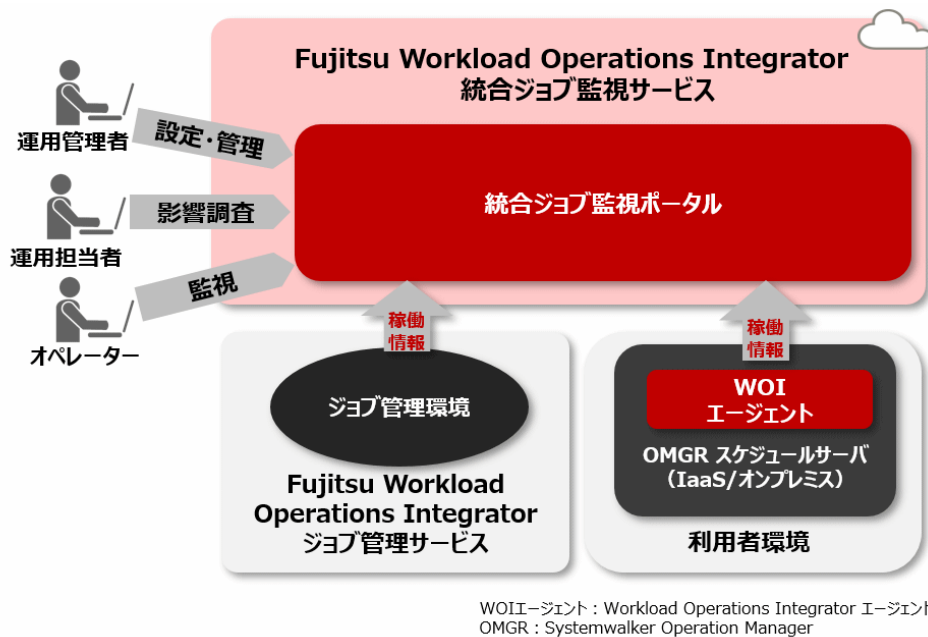 Fujitsu Workload Operations Integrator
統合ジョブ監視サービス
運用管理者
設定・管理
統合ジョブ監視ポータル
影響調査
運用担当者
監視
オペレーター
稼働
情報
稼働
情報
ジョブ管理環境
WOI
エージェント
OMGR スケジュールサーバ
（IaaS/オンプレミス）
Fujitsu Workload
Operations Integrator
ジョブ管理サービス
利用者環境
WOIエージェント：Workload Operations Integrator エージェント
OMGR：Systemwalker Operation Manager